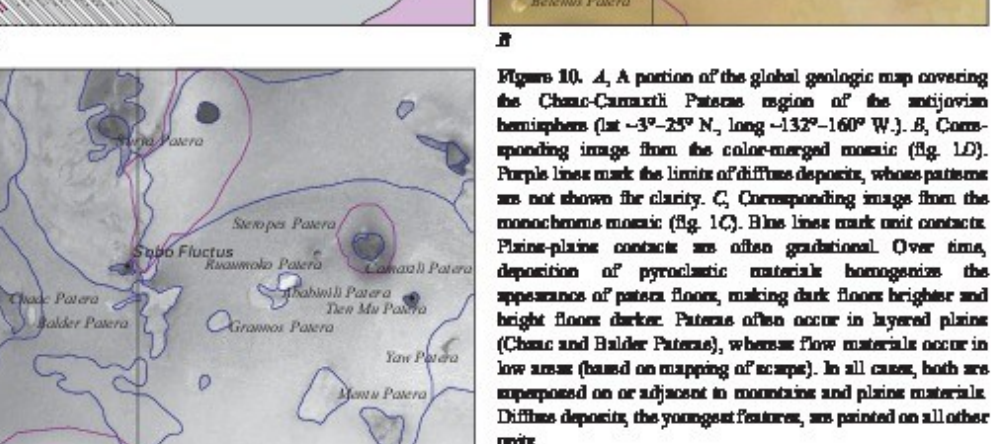 Belenus Patera
B
Surya Patera
Steropes Patera
Sobo Fluctus
Ruaumoko Patera
Camaxtli Patera
Chaac Patera
Ababinili Patera
Tien Mu Patera
Balder Patera
Grannos Patera
Yaw Patera
Mentu Patera
Figure 10. A, A portion of the global geologic map covering
the Chaac-Camaxtli Paterae region of the antijovian
hemisphere (lat ~3°–25° N., long ~132°–160° W.). B, Corre-
sponding image from the color-merged mosaic (fig. 1D).
Purple lines mark the limits of diffuse deposits, whose patterns
are not shown for clarity. C, Corresponding image from the
monochrome mosaic (fig. 1C). Blue lines mark unit contacts.
Plains-plains contacts are often gradational. Over time,
deposition of pyroclastic materials homogenize the
appearance of patera floors, making dark floors brighter and
bright floors darker. Paterae often occur in layered plains
(Chaac and Balder Paterae), whereas flow materials occur in
low areas (based on mapping of scarps). In all cases, both are
superposed on or adjacent to mountains and plains materials.
Diffuse deposits, the youngest features, are painted on all other
units.